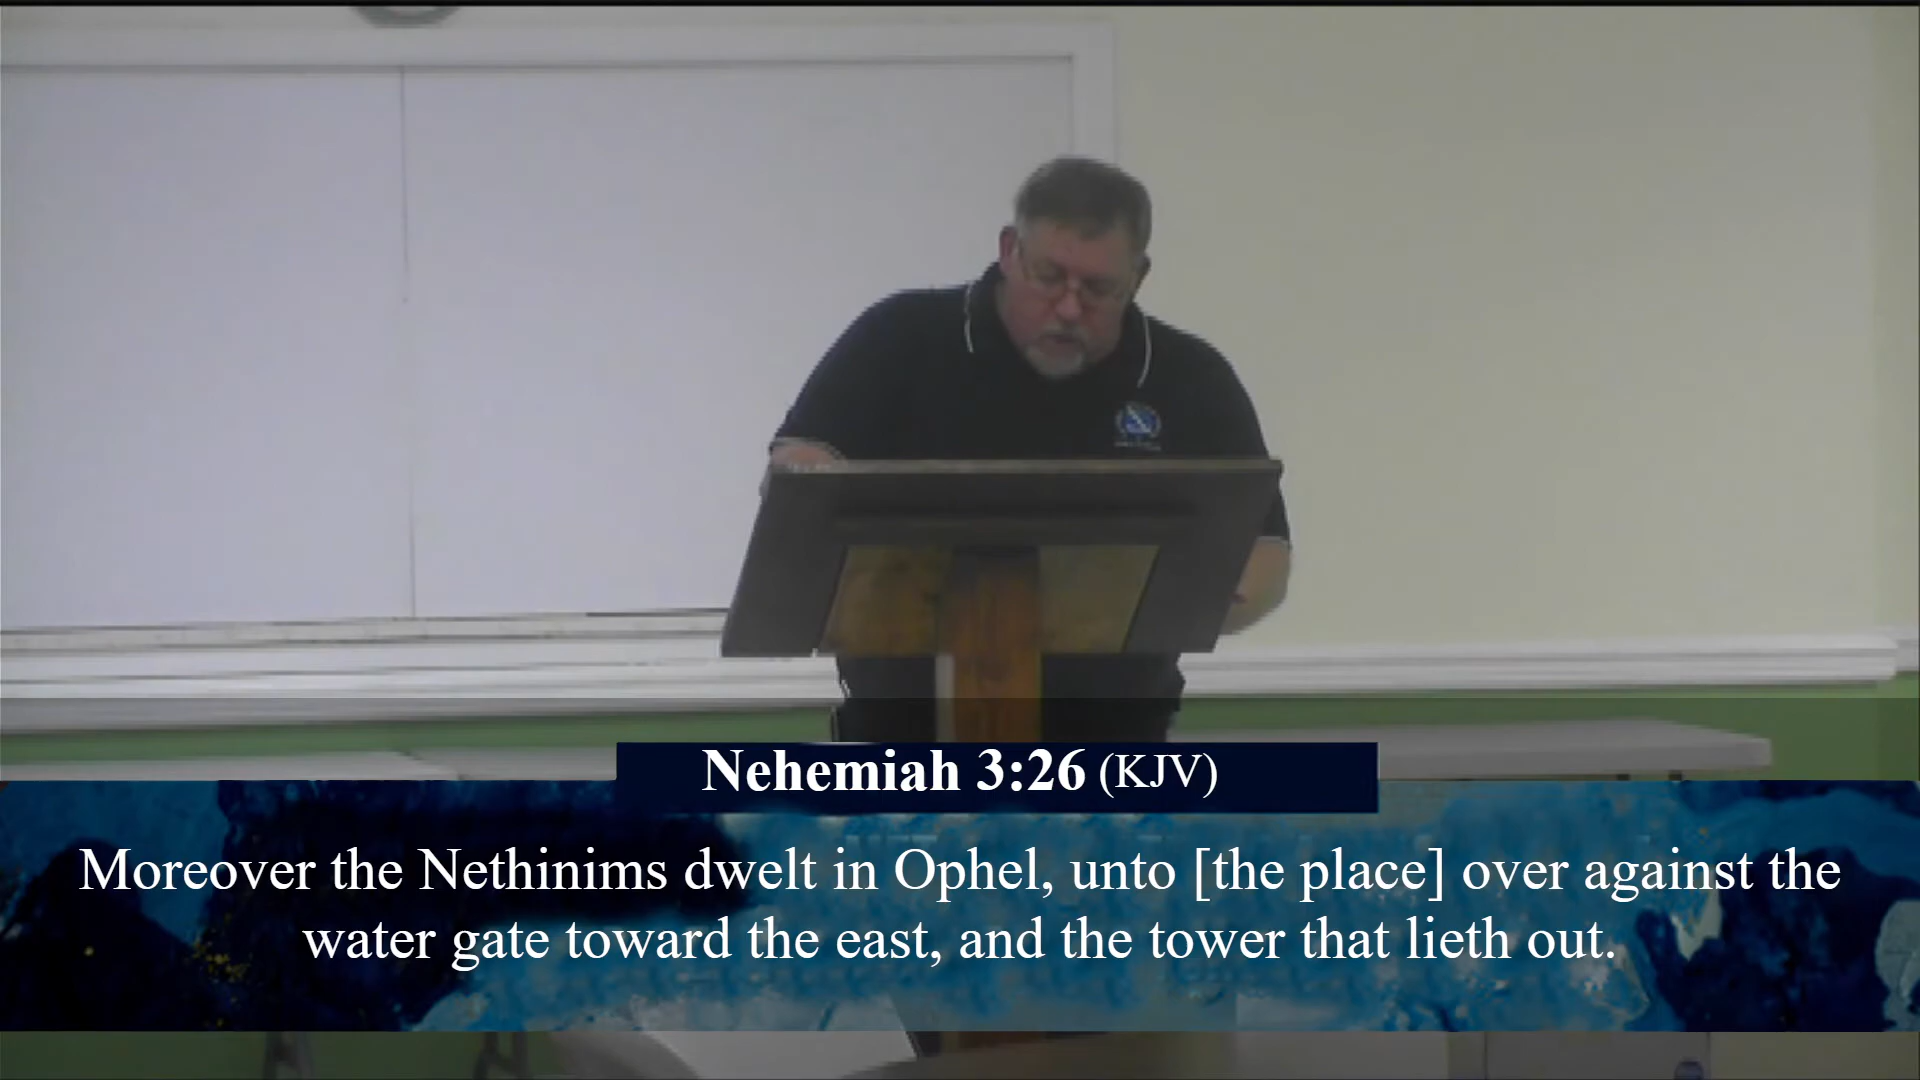 Nehemiah 3:26 (KJV)
Moreover the Nethinims dwelt in Ophel, unto [the place] over against the
water gate toward the east, and the tower that lieth out.